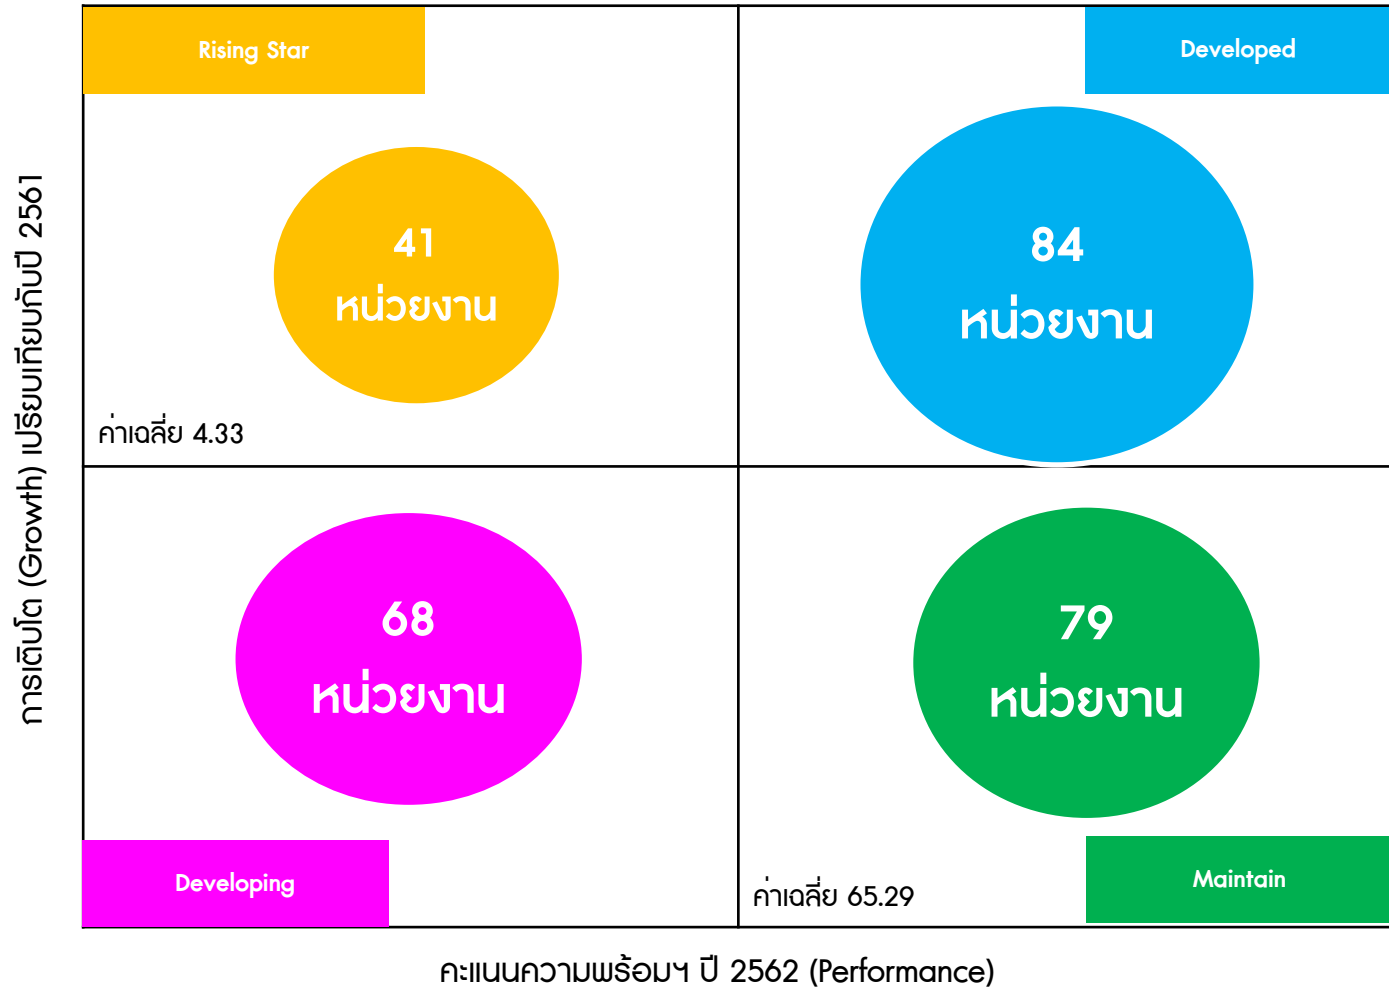 Rising Star
Developed
41
หน่วยงาน
84
หน่วยงาน
ค่าเฉลี่ย 4.33
การเติบโต (Growth) เปรียบเทียบกับปี 2561
68
หน่วยงาน
79
หน่วยงาน
Developing
ค่าเฉลี่ย 65.29
Maintain
คะแนนความพร้อมฯ ปี 2562 (Performance)